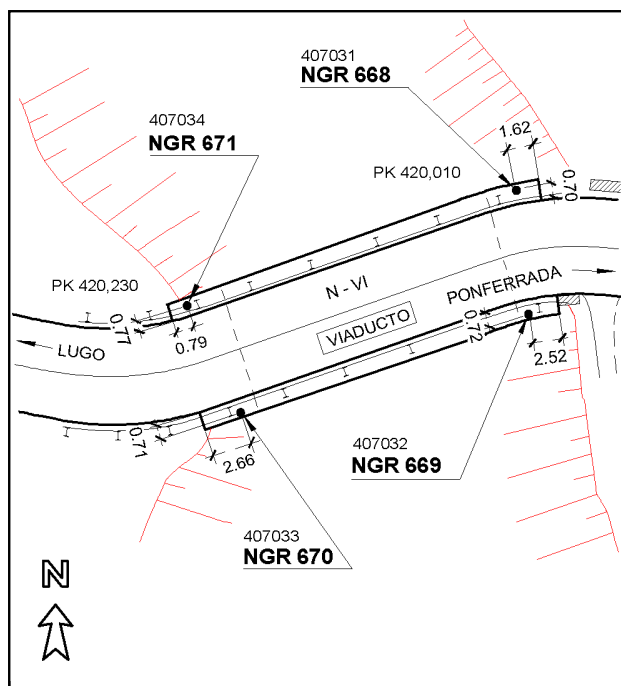 407031
NGR 668
1.62
407034
NGR 671
PK 420,010
0.70
PK 420,230
N - VI
PONFERRADA
0.77
LUGO
0.79
VIADUCTO
0.72
2.52
0.71
2.66
407032
NGR 669
407033
NGR 670
N